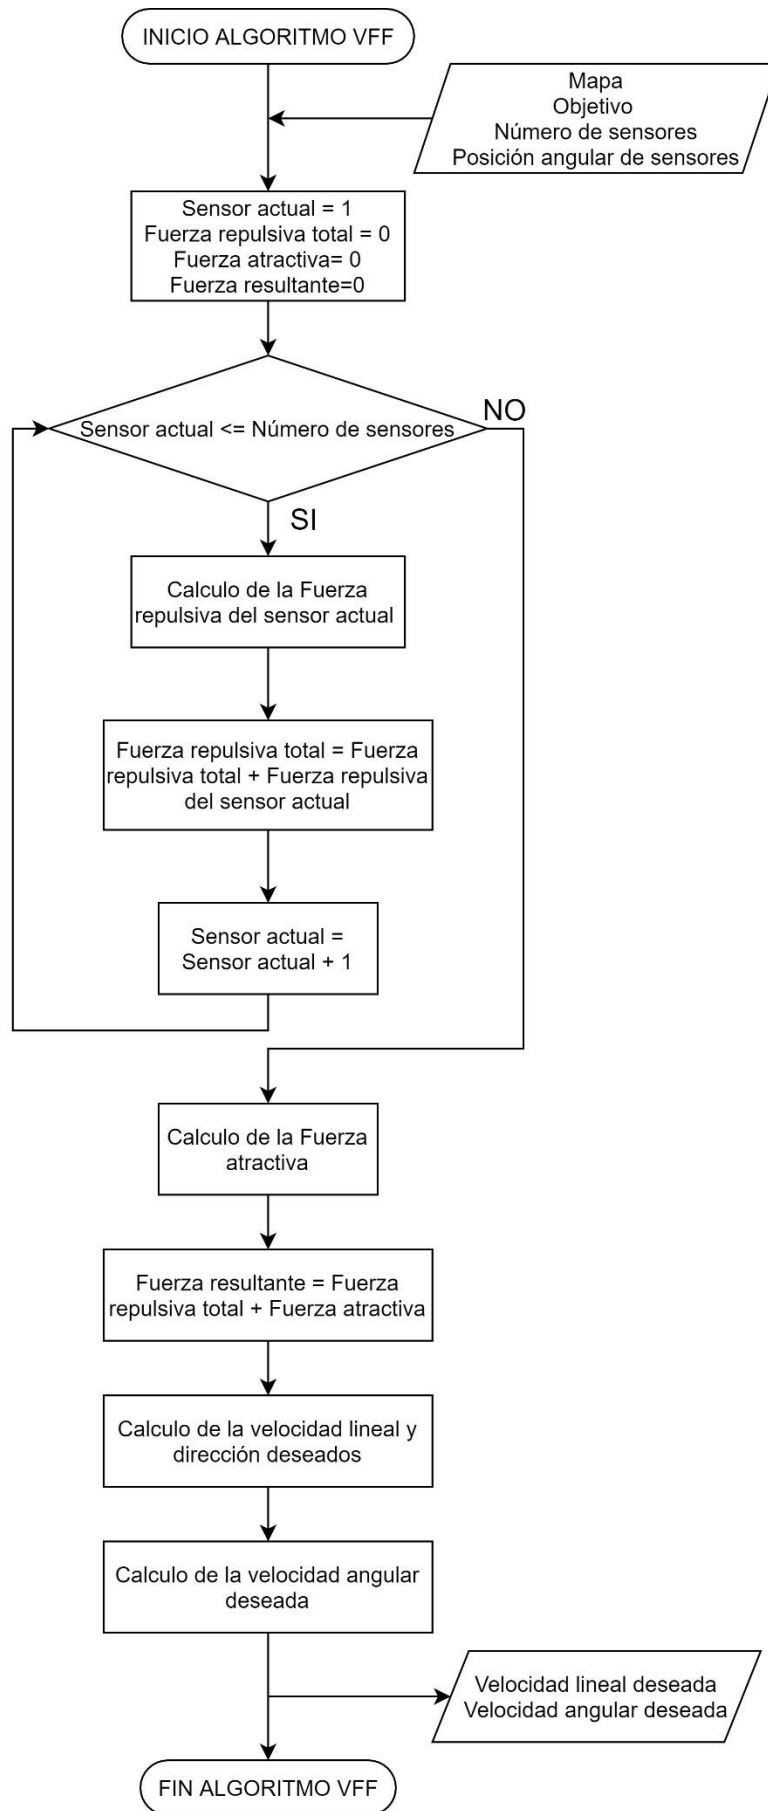 INICIO ALGORITMO VFF
Mapa
Objetivo
Número de sensores
Posición angular de sensores
Sensor actual = 1
Fuerza repulsiva total = 0
Fuerza atractiva= 0
Fuerza resultante=0
Sensor actual <= Número de sensores
NO
SI
Calculo de la Fuerza
repulsiva del sensor actual
Fuerza repulsiva total = Fuerza
repulsiva total + Fuerza repulsiva
del sensor actual
Sensor actual =
Sensor actual + 1
Calculo de la Fuerza
atractiva
Fuerza resultante = Fuerza
repulsiva total + Fuerza atractiva
Calculo de la velocidad lineal y
dirección deseados
Calculo de la velocidad angular
deseada
Velocidad lineal deseada
Velocidad angular deseada
FIN ALGORITMO VFF